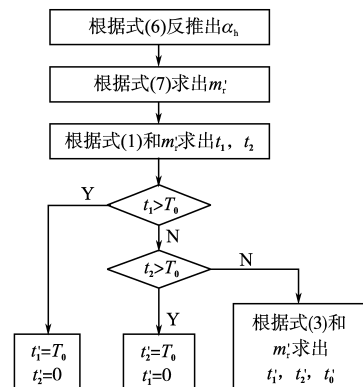 根据式(6)反推出αh
根据式(7)求出m'r
根据式(1)和m'r求出t1，t2
t1>T0
Y
N
t2>T0
N
Y
t'1=T0
t'2=0
t'2=T0
t'1=0
根据式(3)和
m'r求出
t'1，t'2，t'0